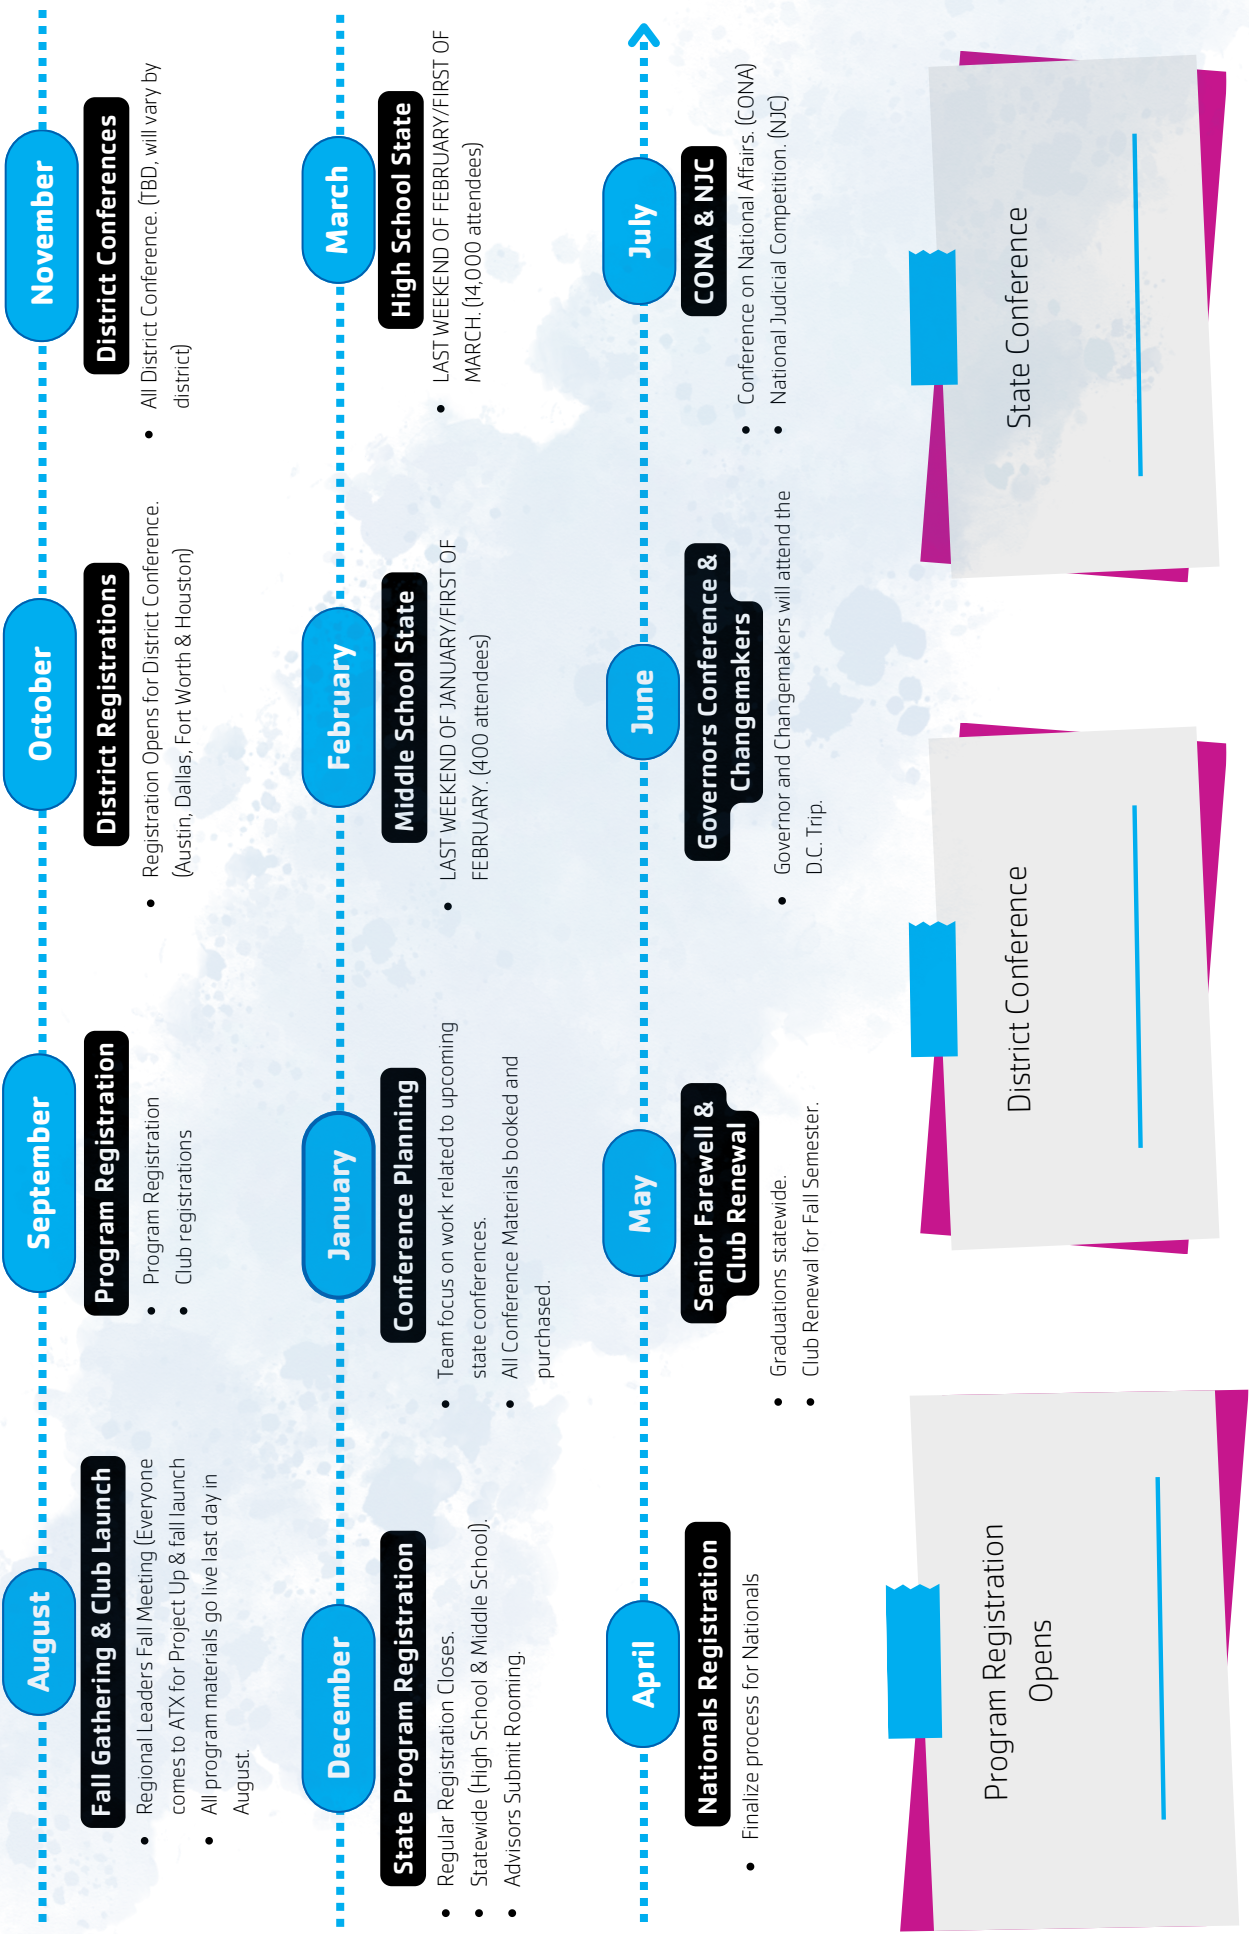 August
Fall Gathering & Club Launch
• Regional Leaders Fall Meeting (Everyone
comes to ATX for Project Up & fall launch
• All program materials go live last day in
August.
September
Program Registration
• Program Registration
• Club registrations
October
District Registrations
• Registration Opens for District Conference.
(Austin, Dallas, Fort Worth & Houston)
November
District Conferences
• All District Conference. (TBD, will vary by
district)
December
State Program Registration
• Regular Registration Closes.
• Statewide (High School & Middle School).
• Advisors Submit Rooming.
January
Conference Planning
• Team focus on work related to upcoming
state conferences.
• All Conference Materials booked and
purchased.
February
Middle School State
• LAST WEEKEND OF JANUARY/FIRST OF
FEBRUARY. (400 attendees)
March
High School State
• LAST WEEKEND OF FEBRUARY/FIRST OF
MARCH. (14,000 attendees)
April
Nationals Registration
• Finalize process for Nationals
May
Senior Farewell &
Club Renewal
• Graduations statewide.
• Club Renewal for Fall Semester.
June
Governors Conference &
Changemakers
• Governor and Changemakers will attend the
D.C. Trip.
July
CONA & NJC
• Conference on National Affairs. (CONA)
• National Judicial Competition. (NJC)
Program Registration
Opens
District Conference
State Conference